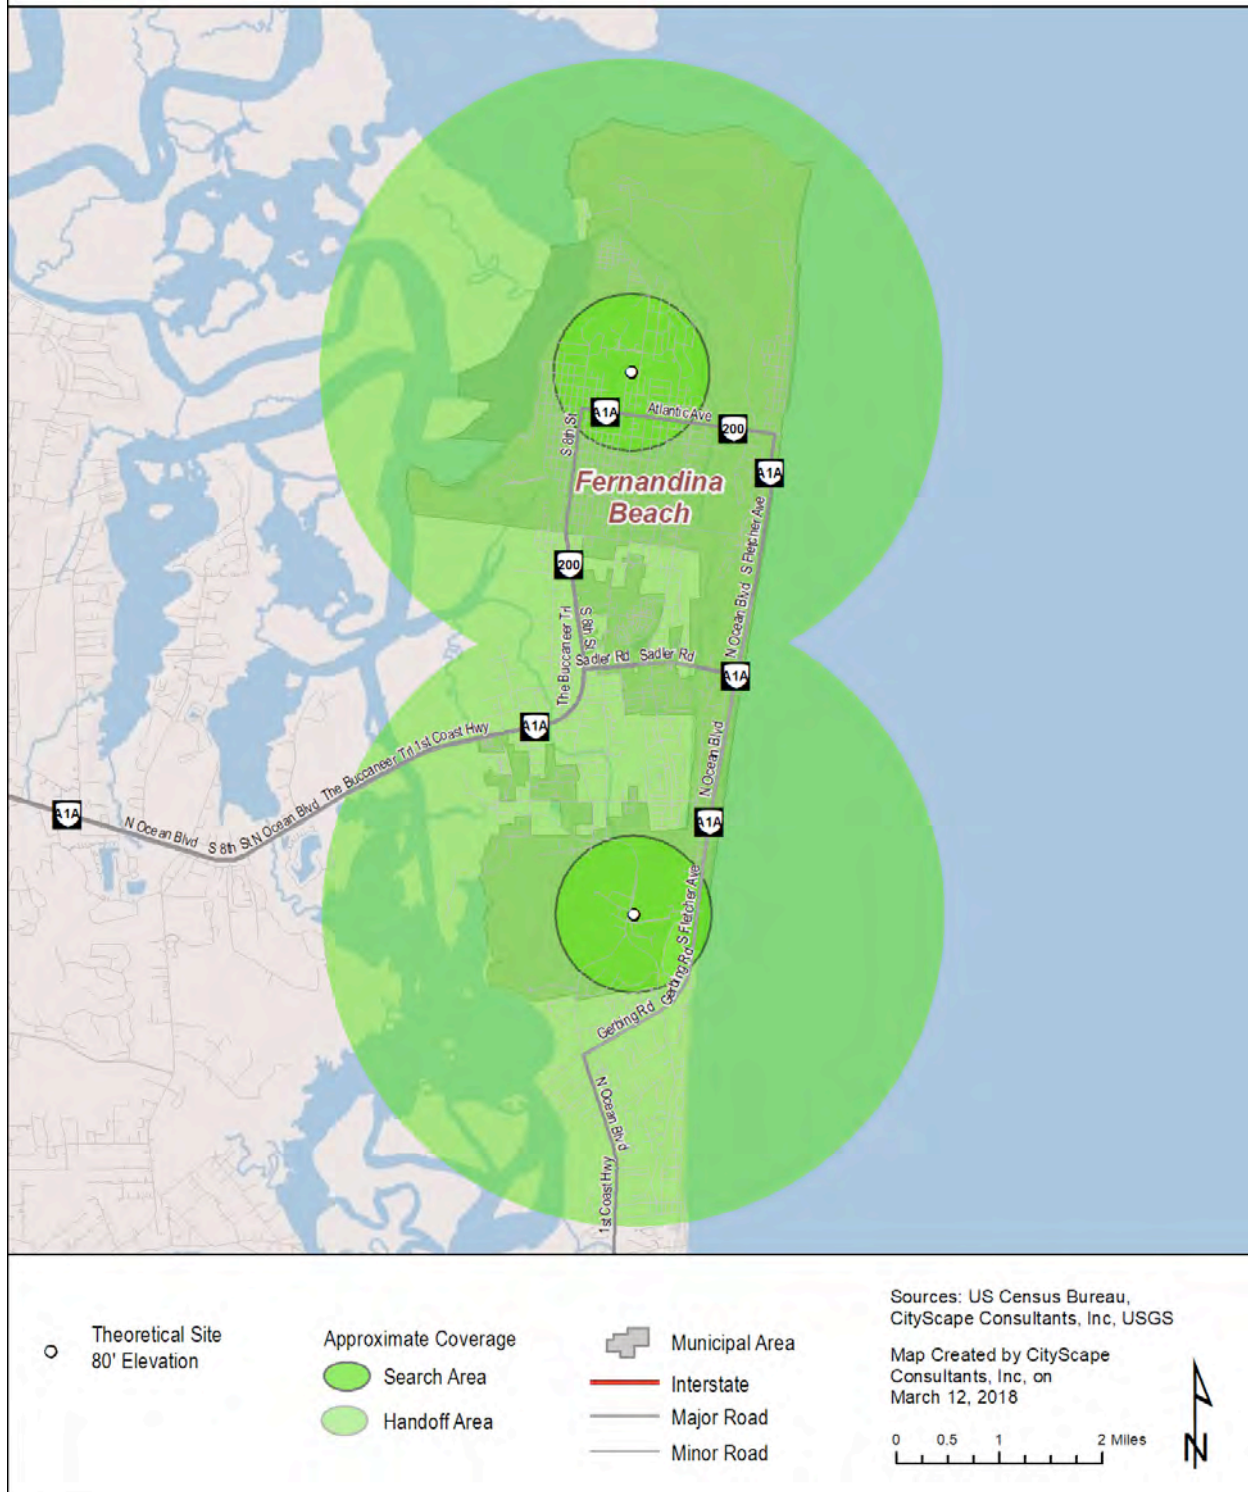 A1A
Atlantic Ave
200
S 8th St
A1A
Fernandina
Beach
S Fletcher Ave
200
N Ocean Blvd
S 8th St
The Buccaneer Trl
Sadler Rd
Sadler Rd
A1A
A1A
1st Coast Hwy
The Buccaneer Trl
N Ocean Blvd
A1A
N Ocean Blvd
S 8th St
N Ocean Blvd
A1A
S Fletcher Ave
Gerbing Rd
Gerbing Rd
N Ocean Blvd
1st Coast Hwy
Theoretical Site
80' Elevation
Approximate Coverage
Search Area
Handoff Area
Municipal Area
Interstate
Major Road
Minor Road
Sources: US Census Bureau,
CityScape Consultants, Inc, USGS
Map Created by CityScape
Consultants, Inc, on
March 12, 2018
0 0.5 1 2 Miles
N